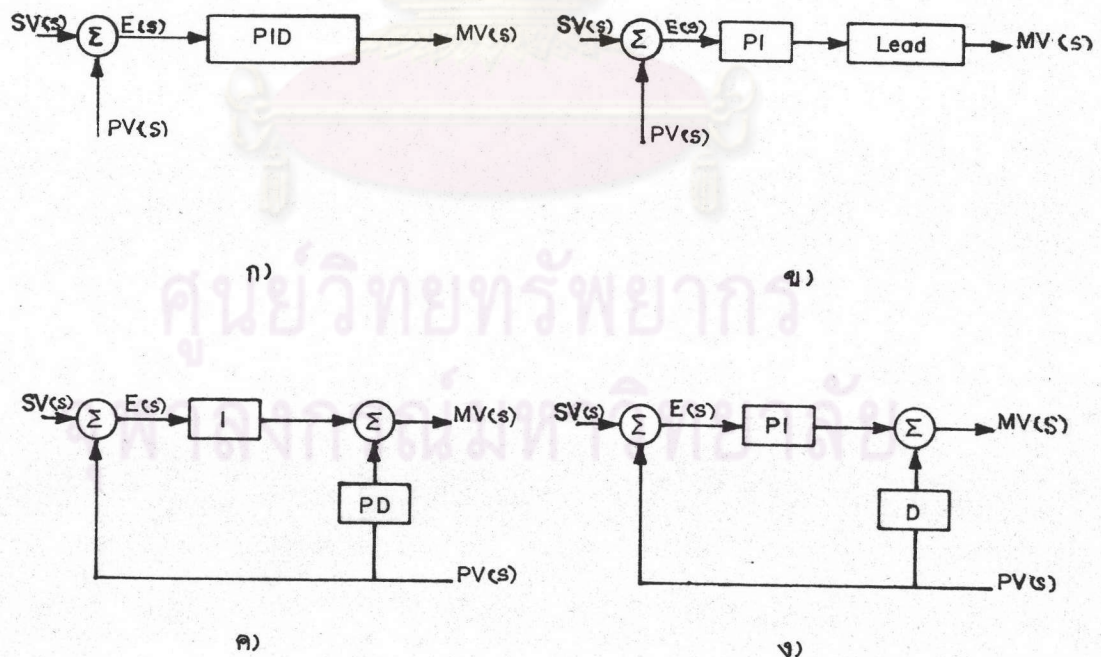 SV(s) Σ E(s) PID MV(s)
PV(s)
ก)
SV(s) Σ E(s) PI Lead MV(s)
PV(s)
ข)
ศูนย์วิทยทรัพยากร
จุฬาลงกรณ์มหาวิทยาลัย
SV(s) Σ E(s) I Σ MV(s)
PD
PV(s)
ค)
SV(s) Σ E(s) PI Σ MV(s)
D
PV(s)
ง)